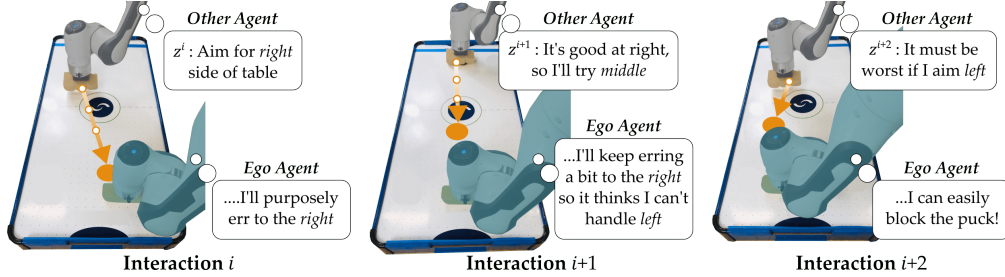 Other Agent
zⁱ : Aim for right
side of table
Ego Agent
....I'll purposely
err to the right
Interaction i
Other Agent
zⁱ⁺¹ : It's good at right,
so I'll try middle
Ego Agent
...I'll keep erring
a bit to the right
so it thinks I can't
handle left
Interaction i+1
Other Agent
zⁱ⁺² : It must be
worst if I aim left
Ego Agent
...I can easily
block the puck!
Interaction i+2